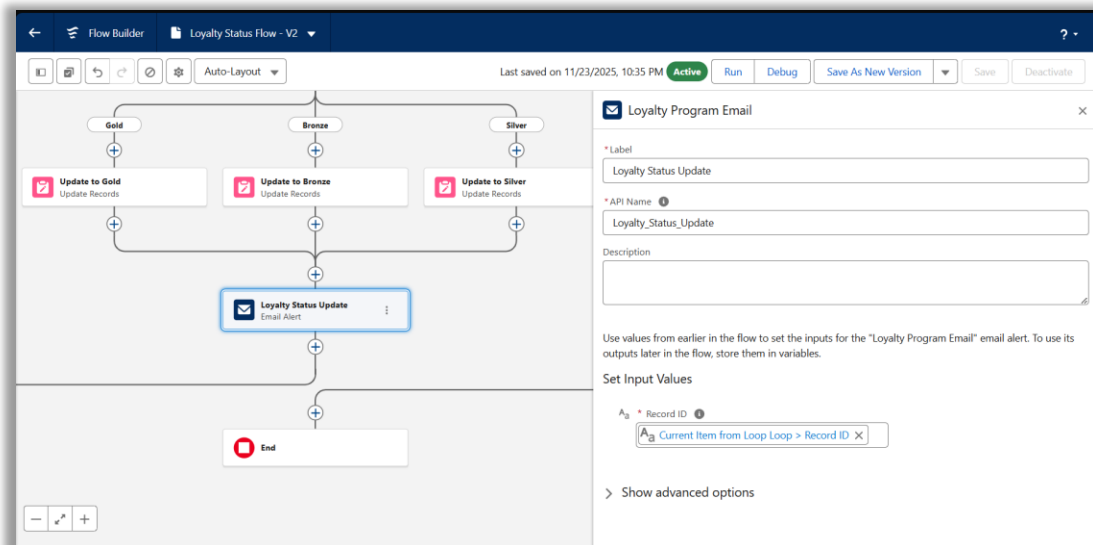 Flow Builder
Loyalty Status Flow - V2
?
Auto-Layout
Last saved on 11/23/2025, 10:35 PM
Active
Run
Debug
Save As New Version
Save
Deactivate
Gold
Bronze
Silver
Update to Gold
Update Records
Update to Bronze
Update Records
Update to Silver
Update Records
Loyalty Status Update
Email Alert
End
Loyalty Program Email
* Label
Loyalty Status Update
* API Name
Loyalty_Status_Update
Description
Use values from earlier in the flow to set the inputs for the "Loyalty Program Email" email alert. To use its
outputs later in the flow, store them in variables.
Set Input Values
Aa * Record ID
Aa Current Item from Loop Loop > Record ID
Show advanced options